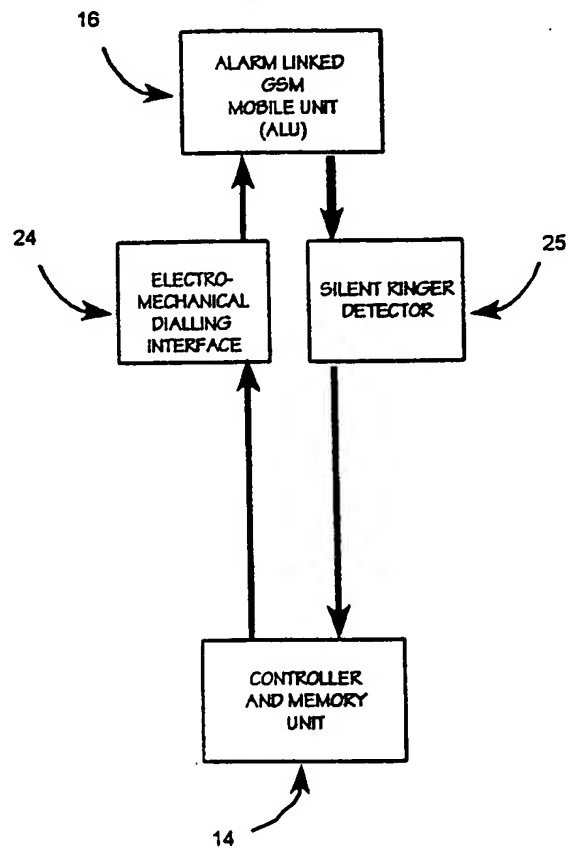 16
ALARM LINKED
GSM
MOBILE UNIT
(ALU)
24
ELECTRO-
MECHANICAL
DIALLING
INTERFACE
SILENT RINGER
DETECTOR
25
CONTROLLER
AND MEMORY
UNIT
14